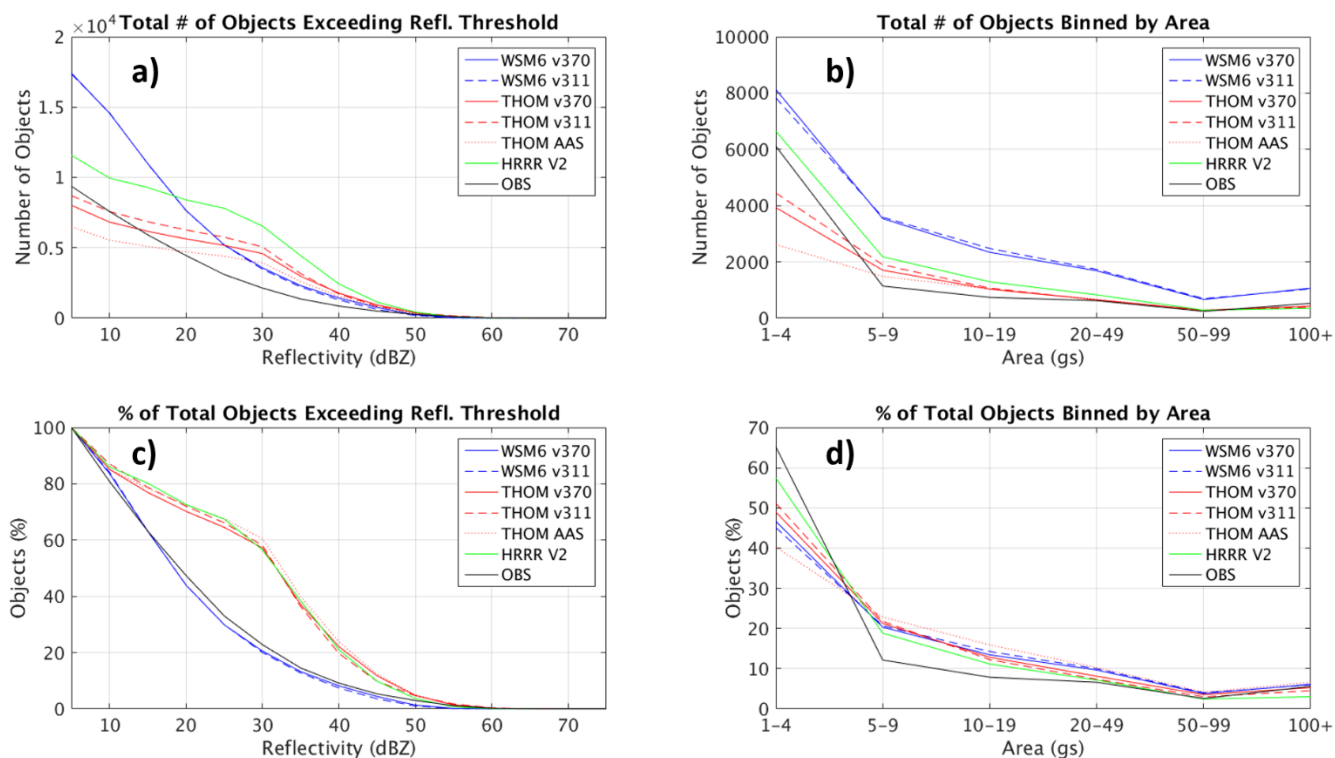 Total # of Objects Exceeding Refl. Threshold
×10⁴
a)
2
1.5
1
0.5
0
Number of Objects
10 20 30 40 50 60 70
Reflectivity (dBZ)
WSM6 v370
WSM6 v311
THOM v370
THOM v311
THOM AAS
HRRR V2
OBS
Total # of Objects Binned by Area
b)
10000
8000
6000
4000
2000
0
Number of Objects
1–4 5–9 10–19 20–49 50–99 100+
Area (gs)
WSM6 v370
WSM6 v311
THOM v370
THOM v311
THOM AAS
HRRR V2
OBS
% of Total Objects Exceeding Refl. Threshold
c)
100
80
60
40
20
0
Objects (%)
10 20 30 40 50 60 70
Reflectivity (dBZ)
WSM6 v370
WSM6 v311
THOM v370
THOM v311
THOM AAS
HRRR V2
OBS
% of Total Objects Binned by Area
d)
70
60
50
40
30
20
10
0
Objects (%)
1–4 5–9 10–19 20–49 50–99 100+
Area (gs)
WSM6 v370
WSM6 v311
THOM v370
THOM v311
THOM AAS
HRRR V2
OBS